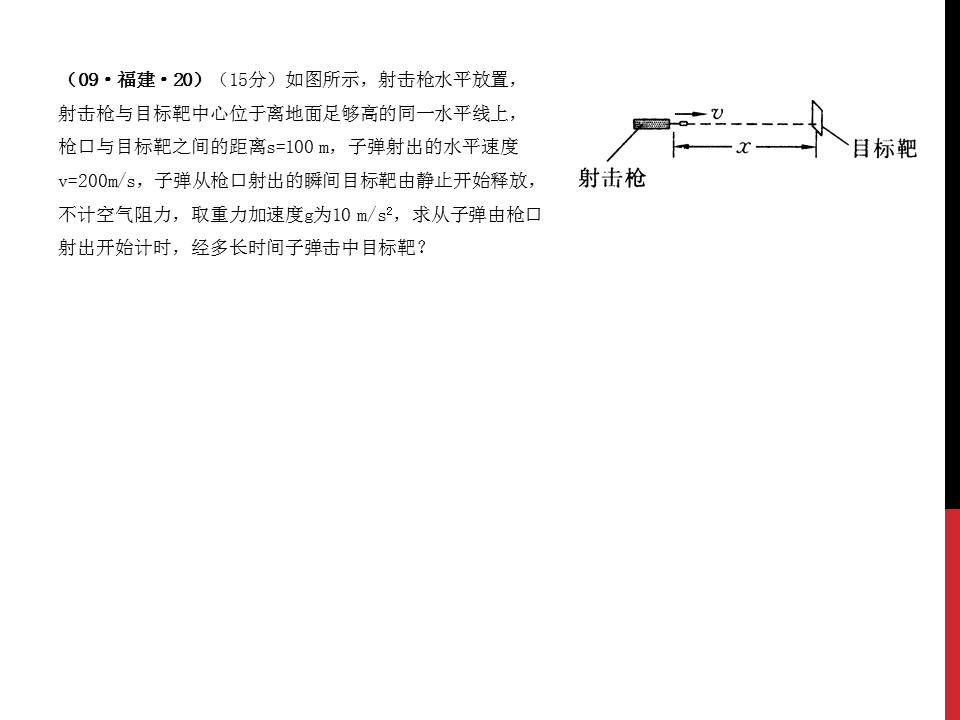 （09·福建·20）（15分）如图所示，射击枪水平放置，
射击枪与目标靶中心位于离地面足够高的同一水平线上，
枪口与目标靶之间的距离s=100 m，子弹射出的水平速度
v=200m/s，子弹从枪口射出的瞬间目标靶由静止开始释放，
不计空气阻力，取重力加速度g为10 m/s²，求从子弹由枪口
射出开始计时，经多长时间子弹击中目标靶？
v
x
目标靶
射击枪